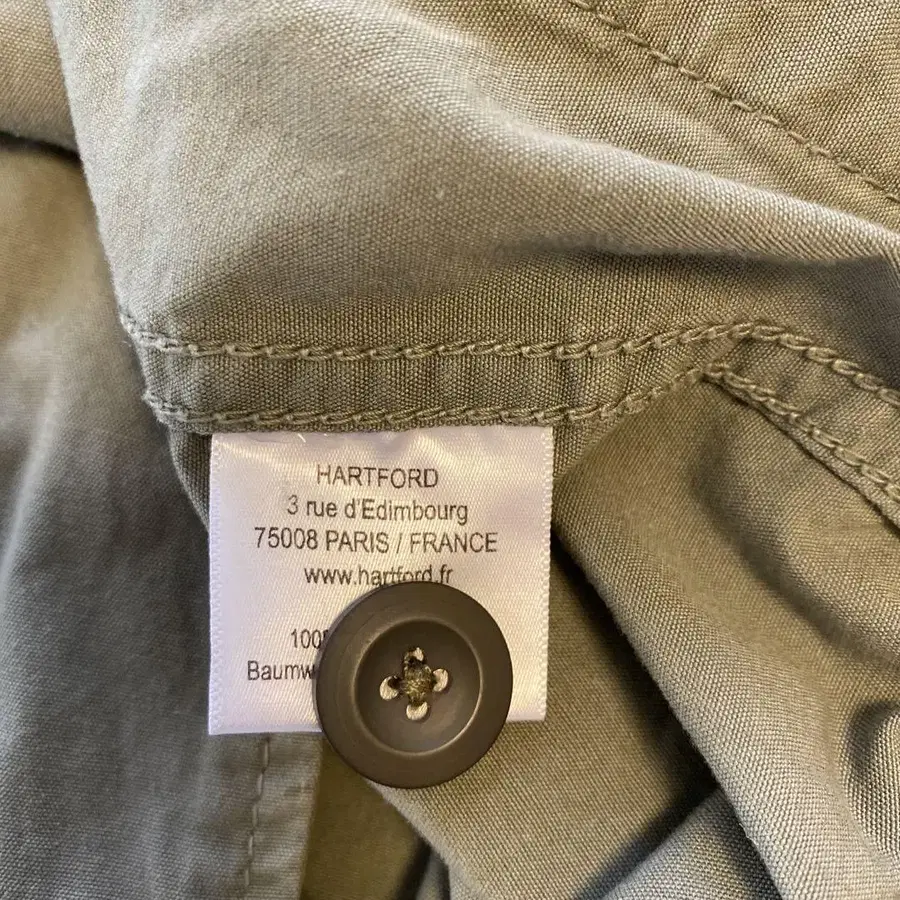 HARTFORD
3 rue d'Edimbourg
75008 PARIS / FRANCE
www.hartford.fr